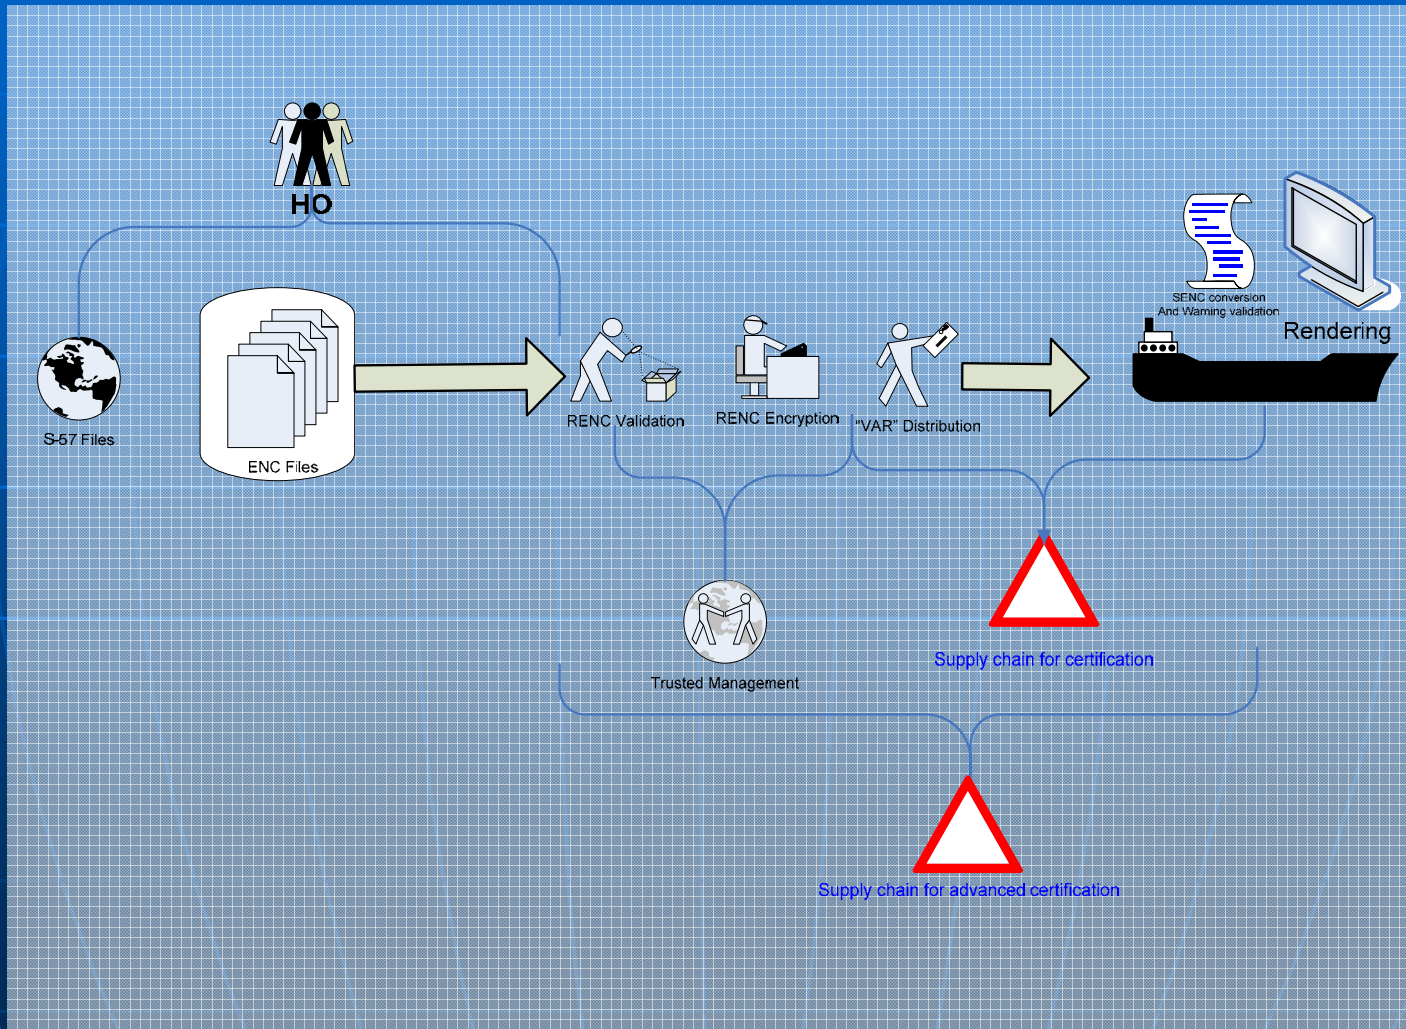 HO
SENC conversion
And Warning validation
Rendering
S-57 Files
ENC Files
RENC Validation
RENC Encryption
“VAR” Distribution
Trusted Management
Supply chain for certification
Supply chain for advanced certification